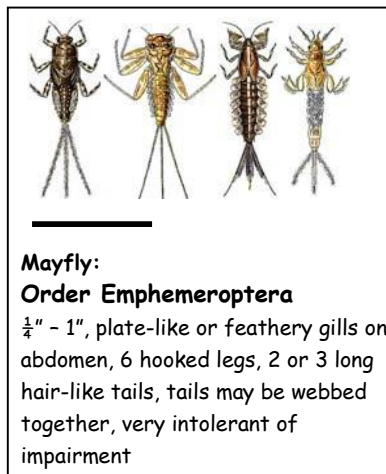 Mayfly:
Order Emphemeroptera
¼" – 1", plate-like or feathery gills on
abdomen, 6 hooked legs, 2 or 3 long
hair-like tails, tails may be webbed
together, very intolerant of
impairment